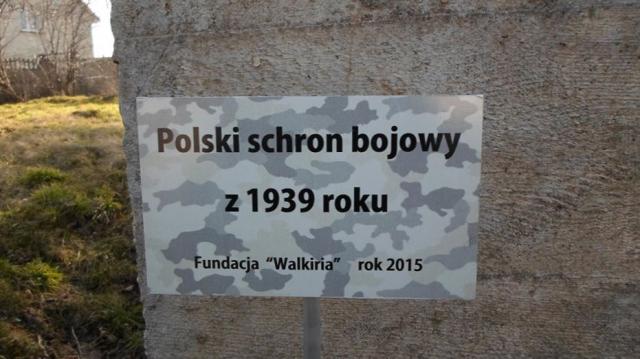 Polski schron bojowy
z 1939 roku
Fundacja "Walkiria" rok 2015